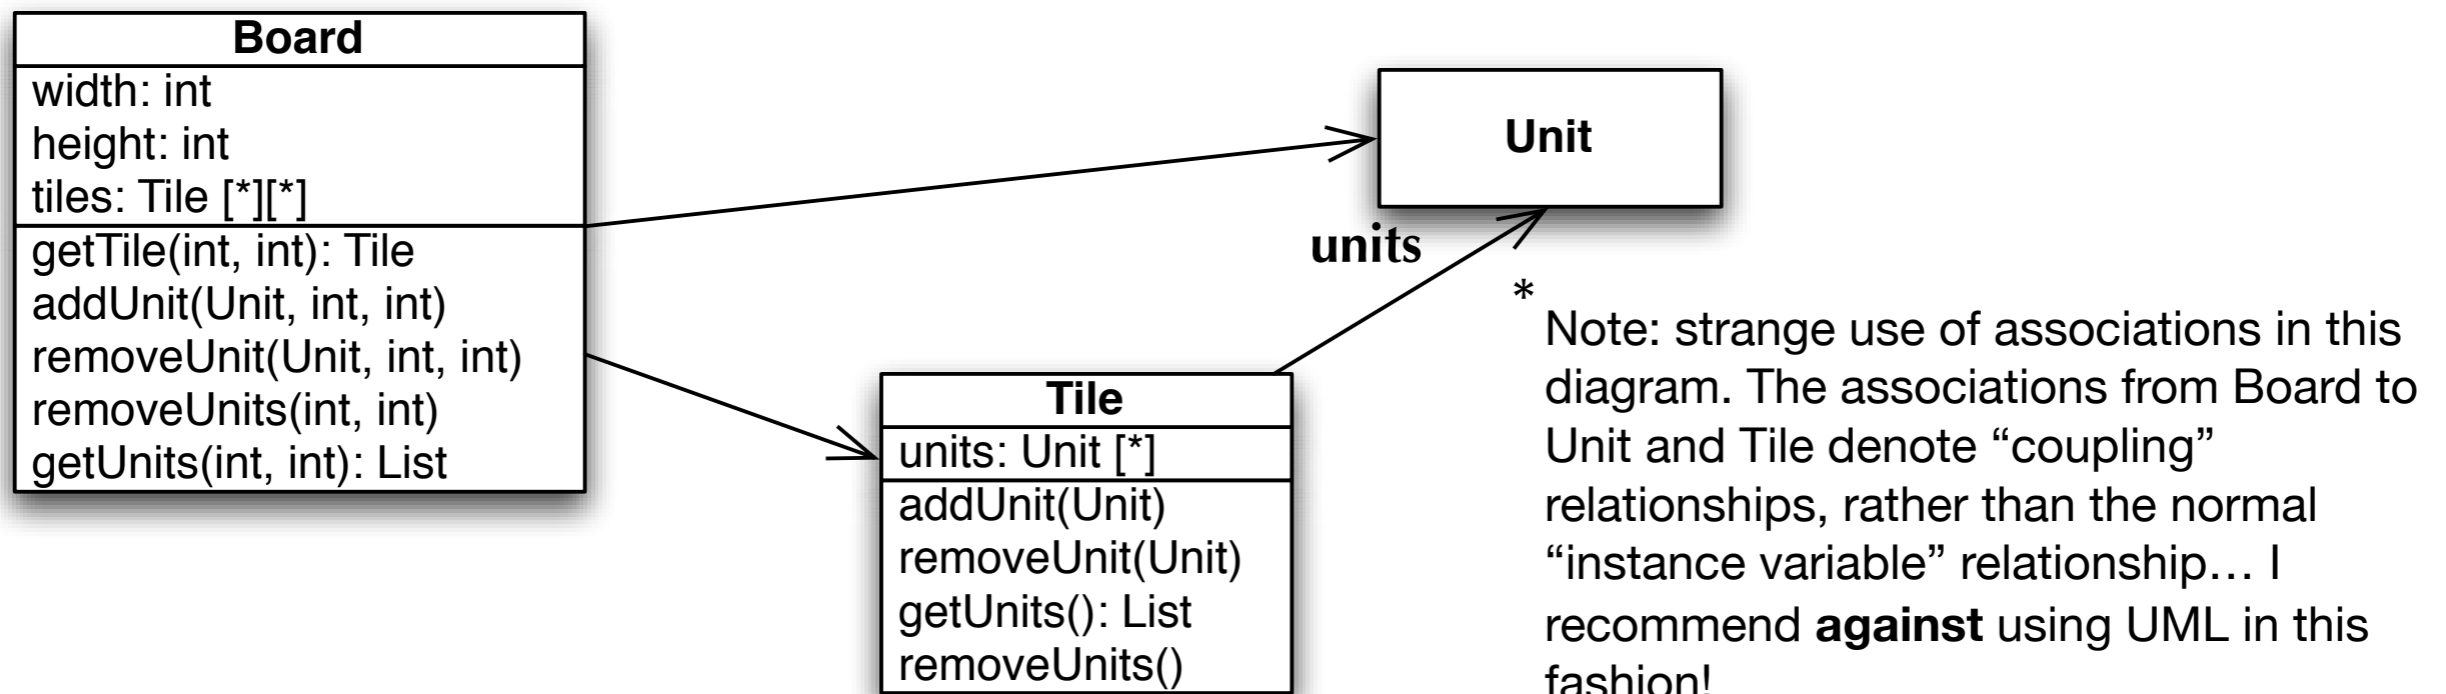 Board
width: int
height: int
tiles: Tile [*][*]
getTile(int, int): Tile
addUnit(Unit, int, int)
removeUnit(Unit, int, int)
removeUnits(int, int)
getUnits(int, int): List
Unit
units
*
Tile
units: Unit [*]
addUnit(Unit)
removeUnit(Unit)
getUnits(): List
removeUnits()
Note: strange use of associations in this
diagram. The associations from Board to
Unit and Tile denote “coupling”
relationships, rather than the normal
“instance variable” relationship… I
recommend against using UML in this
fashion!